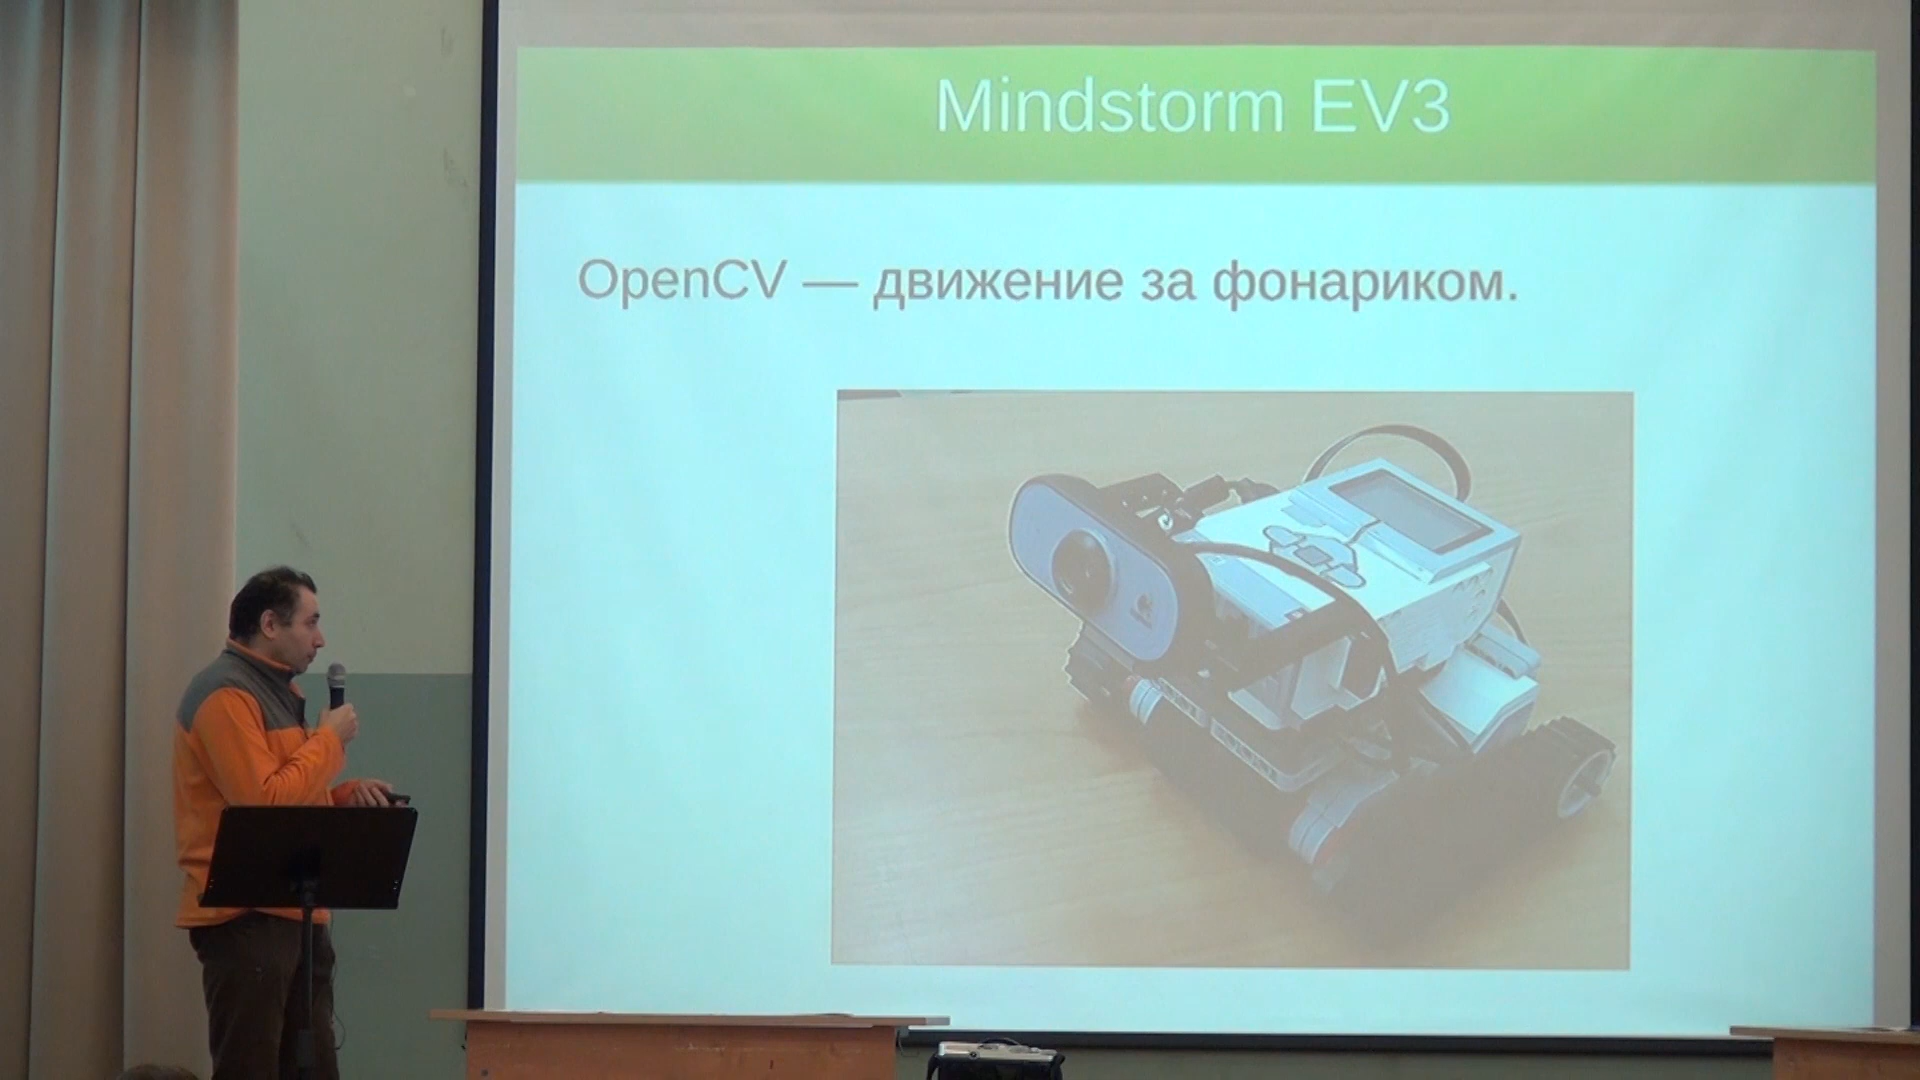 Mindstorm EV3
OpenCV — движение за фонариком.